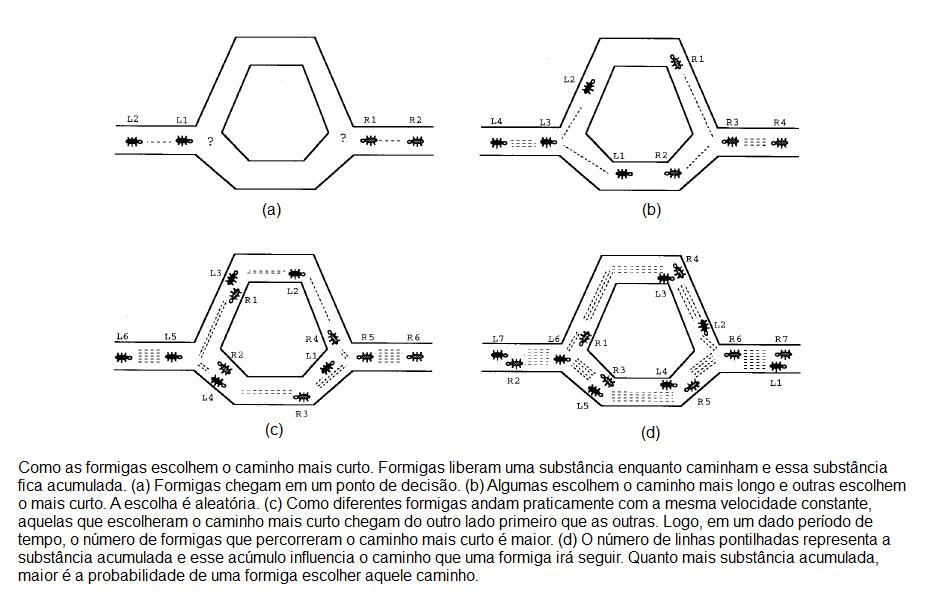 L2 L1 ? ? R1 R2
(a)
L2 R1
L4 L3 R3 R4
L1 R2
(b)
L3 R1 L2
L6 L5 R2 R4 L1 R5 R6
L4 R3
(c)
R4 L3
L7 L6 R1 L2 R6 R7
R2 R3 L4 L1
L5 R5
(d)
Como as formigas escolhem o caminho mais curto. Formigas liberam uma substância enquanto caminham e essa substância
fica acumulada. (a) Formigas chegam em um ponto de decisão. (b) Algumas escolhem o caminho mais longo e outras escolhem
o mais curto. A escolha é aleatória. (c) Como diferentes formigas andam praticamente com a mesma velocidade constante,
aquelas que escolheram o caminho mais curto chegam do outro lado primeiro que as outras. Logo, em um dado período de
tempo, o número de formigas que percorreram o caminho mais curto é maior. (d) O número de linhas pontilhadas representa a
substância acumulada e esse acúmulo influencia o caminho que uma formiga irá seguir. Quanto mais substância acumulada,
maior é a probabilidade de uma formiga escolher aquele caminho.